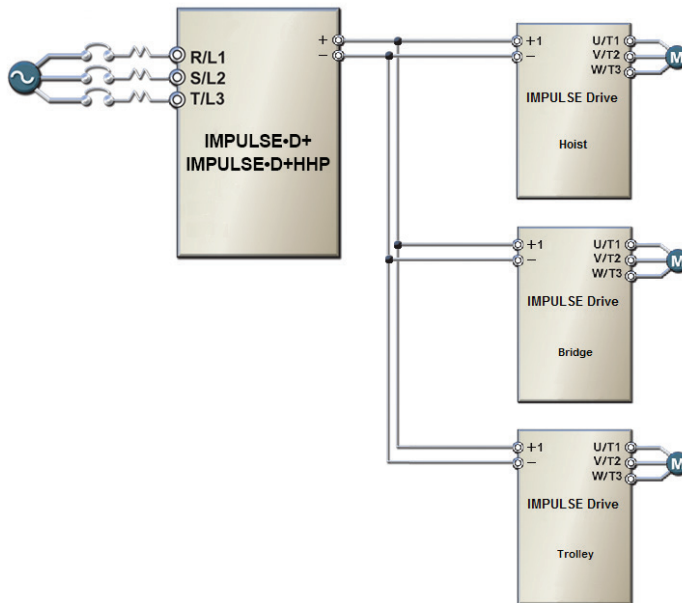 R/L1
S/L2
T/L3
+
−
IMPULSE•D+
IMPULSE•D+HHP
+1
−
U/T1
V/T2
W/T3
M
IMPULSE Drive
Hoist
+1
−
U/T1
V/T2
W/T3
M
IMPULSE Drive
Bridge
+1
−
U/T1
V/T2
W/T3
M
IMPULSE Drive
Trolley